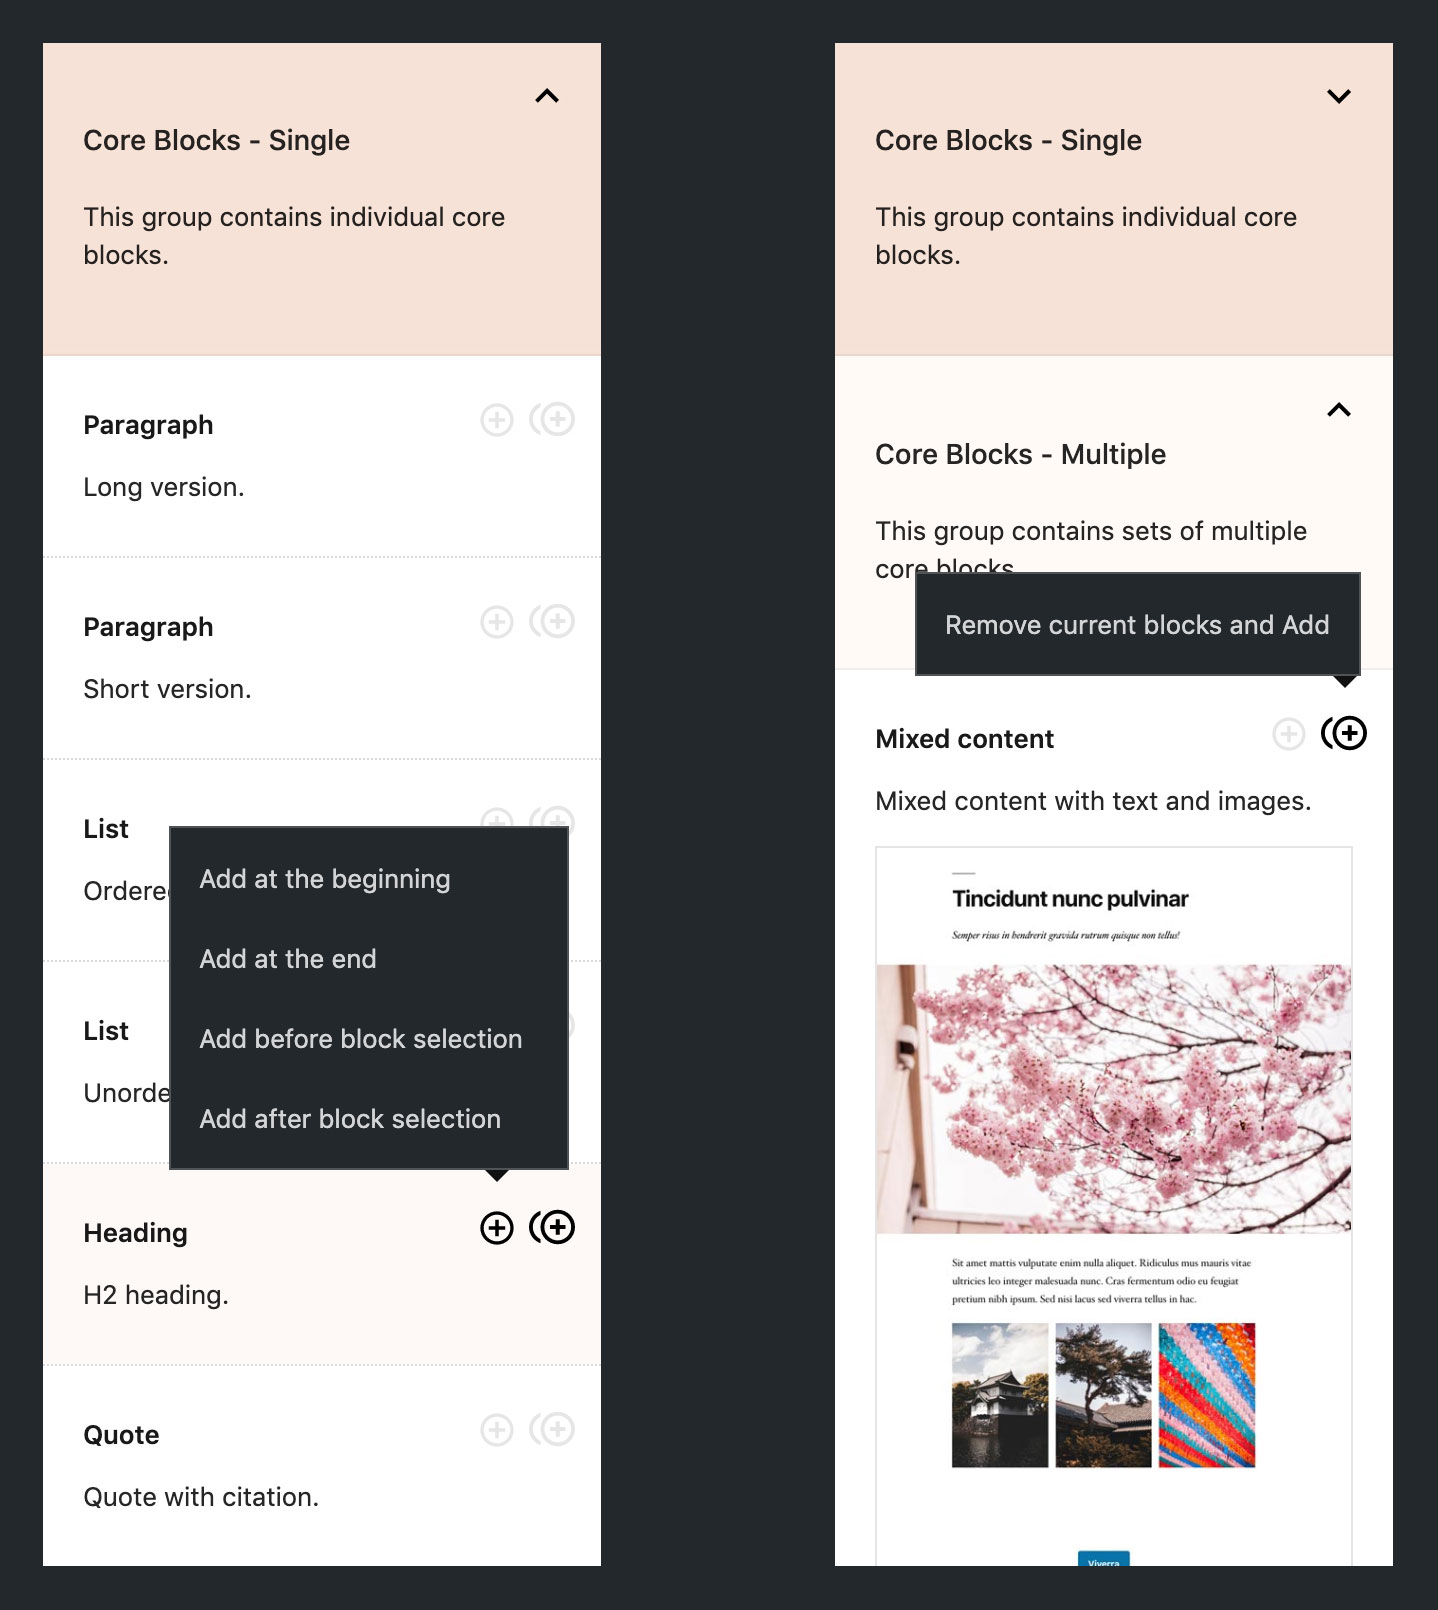 Core Blocks - Single
This group contains individual core
blocks.
Paragraph
Long version.
Paragraph
Short version.
List
Add at the beginning
Add at the end
List
Add before block selection
Add after block selection
Heading
H2 heading.
Quote
Quote with citation.
Core Blocks - Single
This group contains individual core
blocks.
Core Blocks - Multiple
This group contains sets of multiple
core blocks
Remove current blocks and Add
Mixed content
Mixed content with text and images.
Tincidunt nunc pulvinar
Semper risus in hendrerit gravida rutrum quisque non tellus!
Sit amet mattis vulputate enim nulla aliquet. Ridiculus mus mauris vitae
ultricies leo integer malesuada nunc. Cras fermentum odio eu feugiat
pretium nibh ipsum. Sed nisi lacus sed viverra tellus in hac.
Viverra